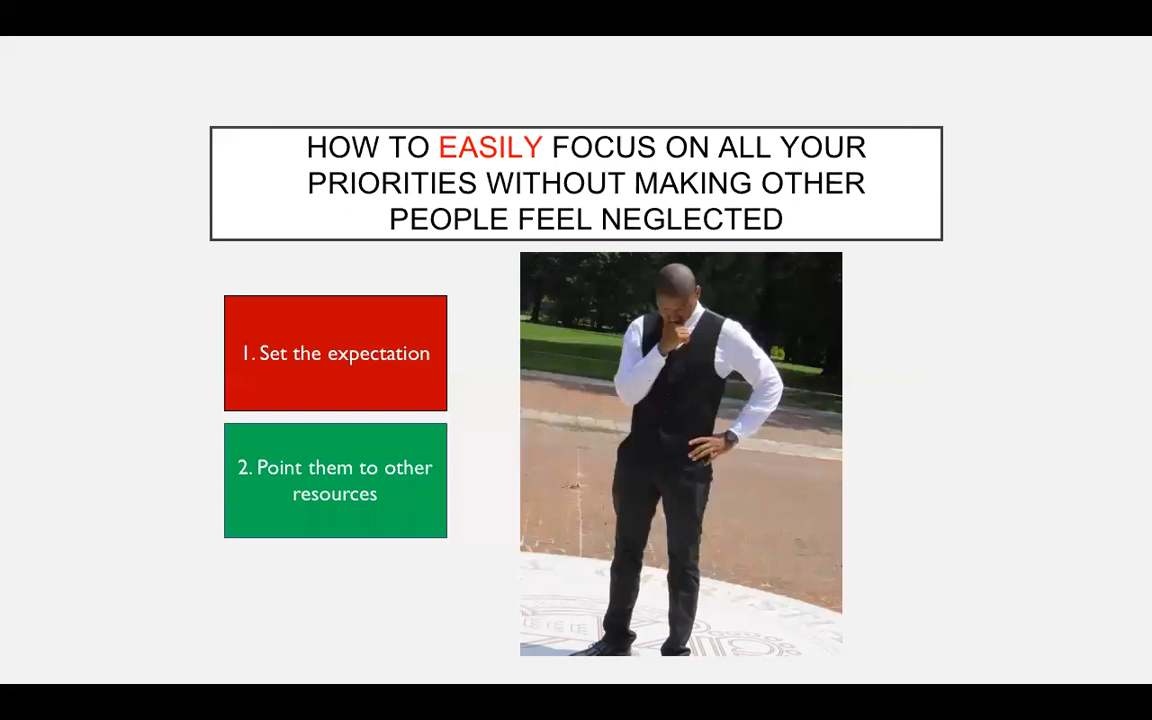 HOW TO EASILY FOCUS ON ALL YOUR
PRIORITIES WITHOUT MAKING OTHER
PEOPLE FEEL NEGLECTED
1. Set the expectation
2. Point them to other
resources